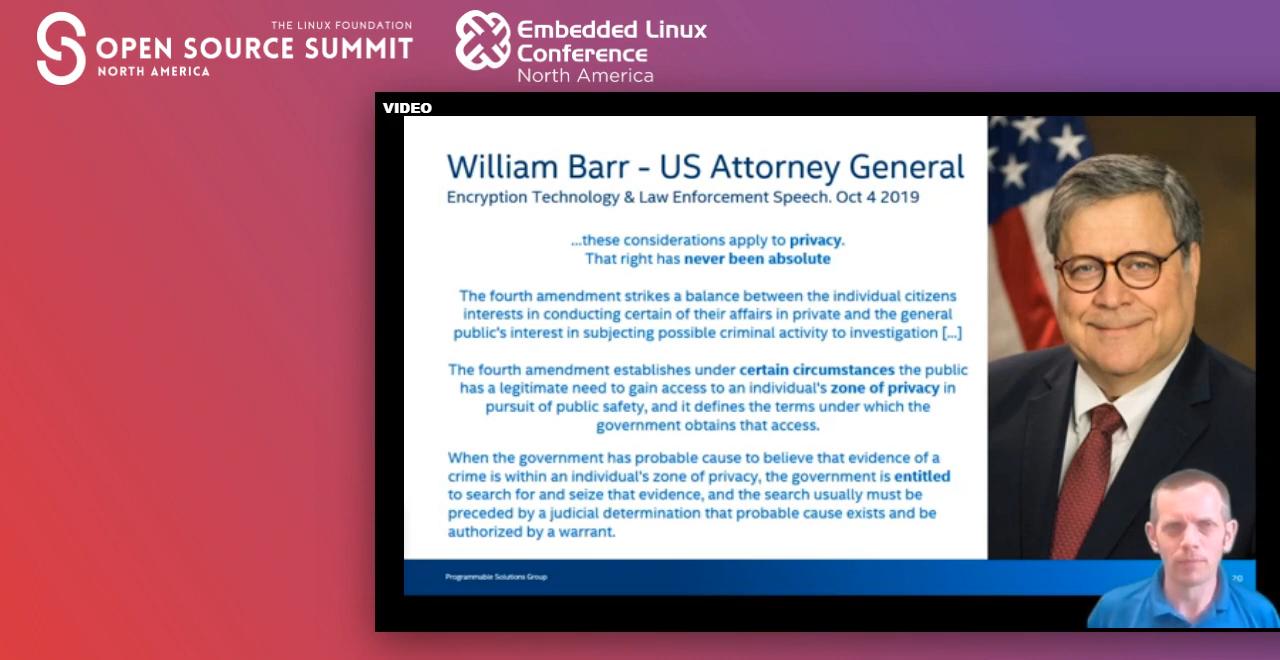 THE LINUX FOUNDATION
OPEN SOURCE SUMMIT
NORTH AMERICA
Embedded Linux
Conference
North America
VIDEO
William Barr - US Attorney General
Encryption Technology & Law Enforcement Speech. Oct 4 2019
...these considerations apply to privacy.
That right has never been absolute
The fourth amendment strikes a balance between the individual citizens
interests in conducting certain of their affairs in private and the general
public's interest in subjecting possible criminal activity to investigation [...]
The fourth amendment establishes under certain circumstances the public
has a legitimate need to gain access to an individual's zone of privacy in
pursuit of public safety, and it defines the terms under which the
government obtains that access.
When the government has probable cause to believe that evidence of a
crime is within an individual's zone of privacy, the government is entitled
to search for and seize that evidence, and the search usually must be
preceded by a judicial determination that probable cause exists and be
authorized by a warrant.
Programmable Solutions Group
20